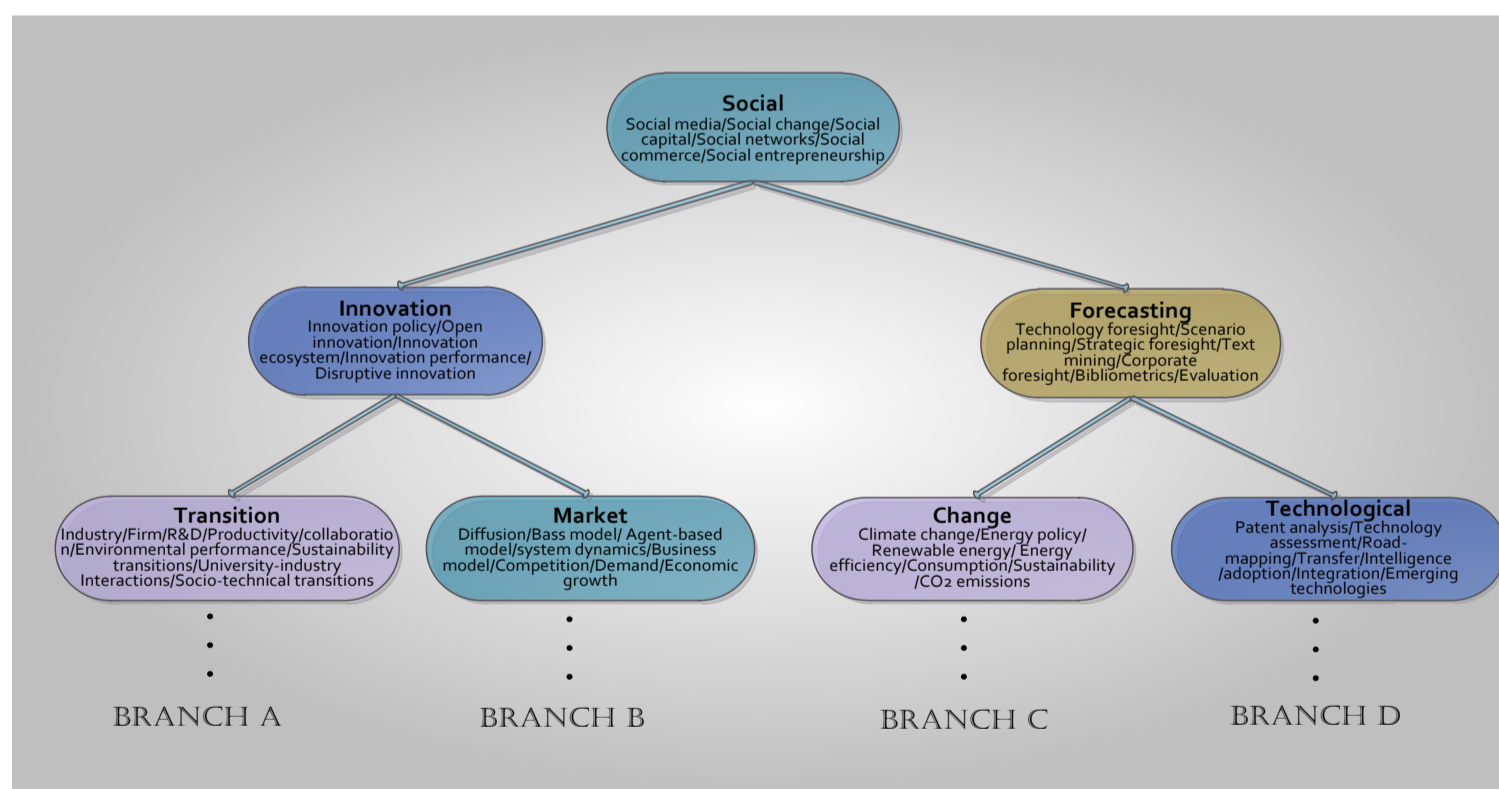 Social
Social media/Social change/Social
capital/Social networks/Social
commerce/Social entrepreneurship
Innovation
Innovation policy/Open
innovation/Innovation
ecosystem/Innovation performance/
Disruptive innovation
Forecasting
Technology foresight/Scenario
planning/Strategic foresight/Text
mining/Corporate
foresight/Bibliometrics/Evaluation
Transition
Industry/Firm/R&D/Productivity/collaboratio
n/Environmental performance/Sustainability
transitions/University-industry
Interactions/Socio-technical transitions
Market
Diffusion/Bass model/ Agent-based
model/system dynamics/Business
model/Competition/Demand/Economic
growth
Change
Climate change/Energy policy/
Renewable energy/ Energy
efficiency/Consumption/Sustainability
/CO2 emissions
Technological
Patent analysis/Technology
assessment/Road-
mapping/Transfer/Intelligence
/adoption/Integration/Emerging
technologies
BRANCH A
BRANCH B
BRANCH C
BRANCH D